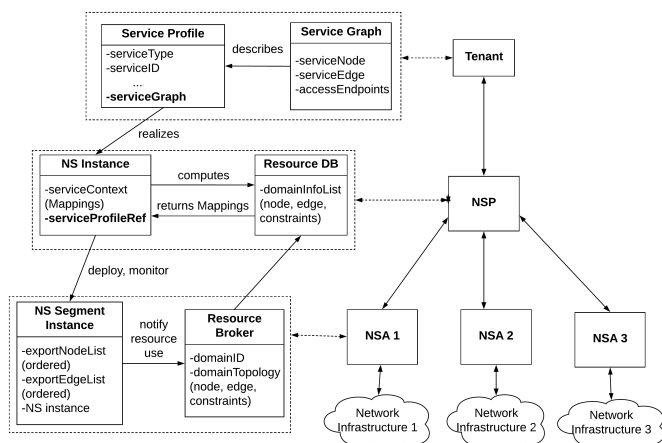 Service Profile
-serviceType
-serviceID
...
-serviceGraph
describes
Service Graph
-serviceNode
-serviceEdge
-accessEndpoints
Tenant
realizes
NS Instance
-serviceContext
(Mappings)
-serviceProfileRef
computes
returns Mappings
Resource DB
-domainInfoList
(node, edge,
constraints)
NSP
deploy, monitor
NS Segment
Instance
-exportNodeList
(ordered)
-exportEdgeList
(ordered)
-NS instance
notify
resource
use
Resource
Broker
-domainID
-domainTopology
(node, edge,
constraints)
NSA 1
NSA 2
NSA 3
Network
Infrastructure 1
Network
Infrastructure 2
Network
Infrastructure 3